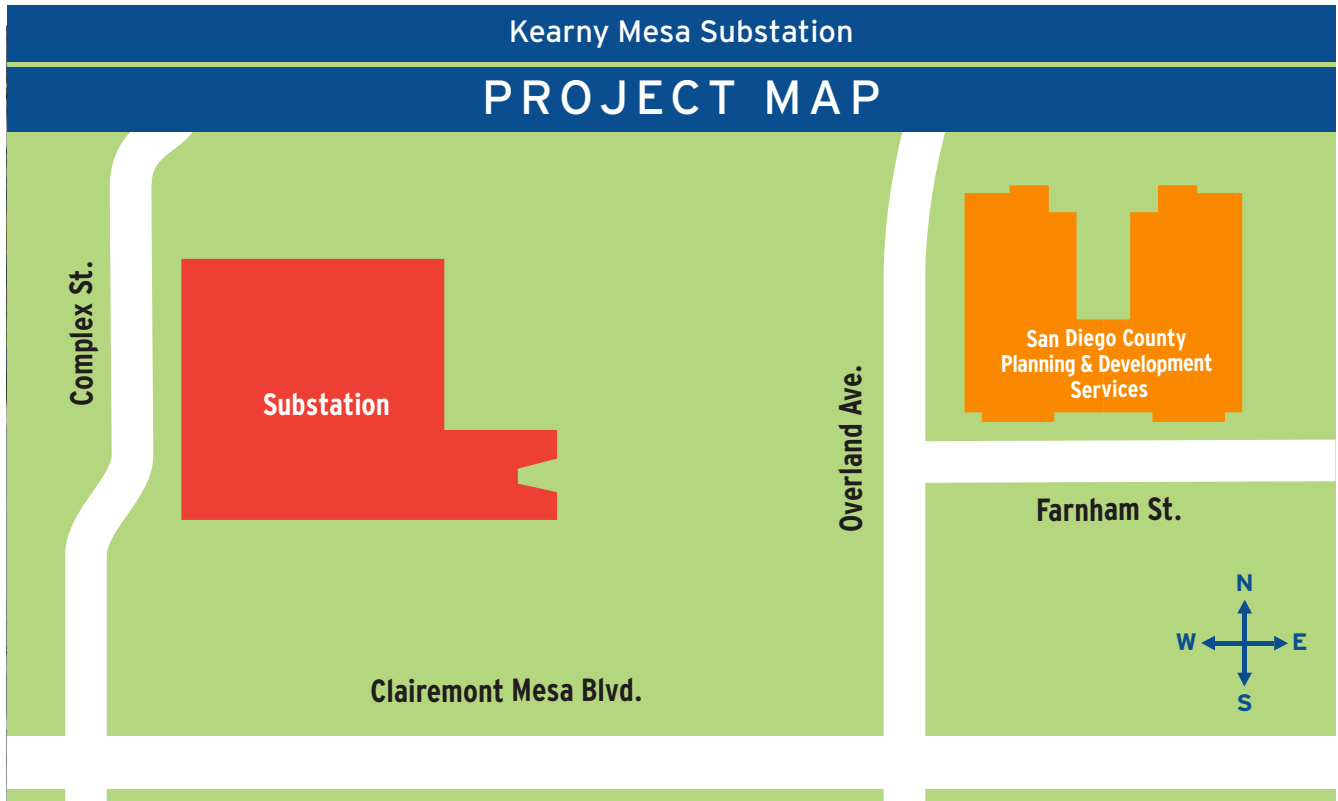 Kearny Mesa Substation
PROJECT MAP
Complex St.
Substation
Overland Ave.
San Diego County
Planning & Development
Services
Farnham St.
N
W E
S
Clairemont Mesa Blvd.